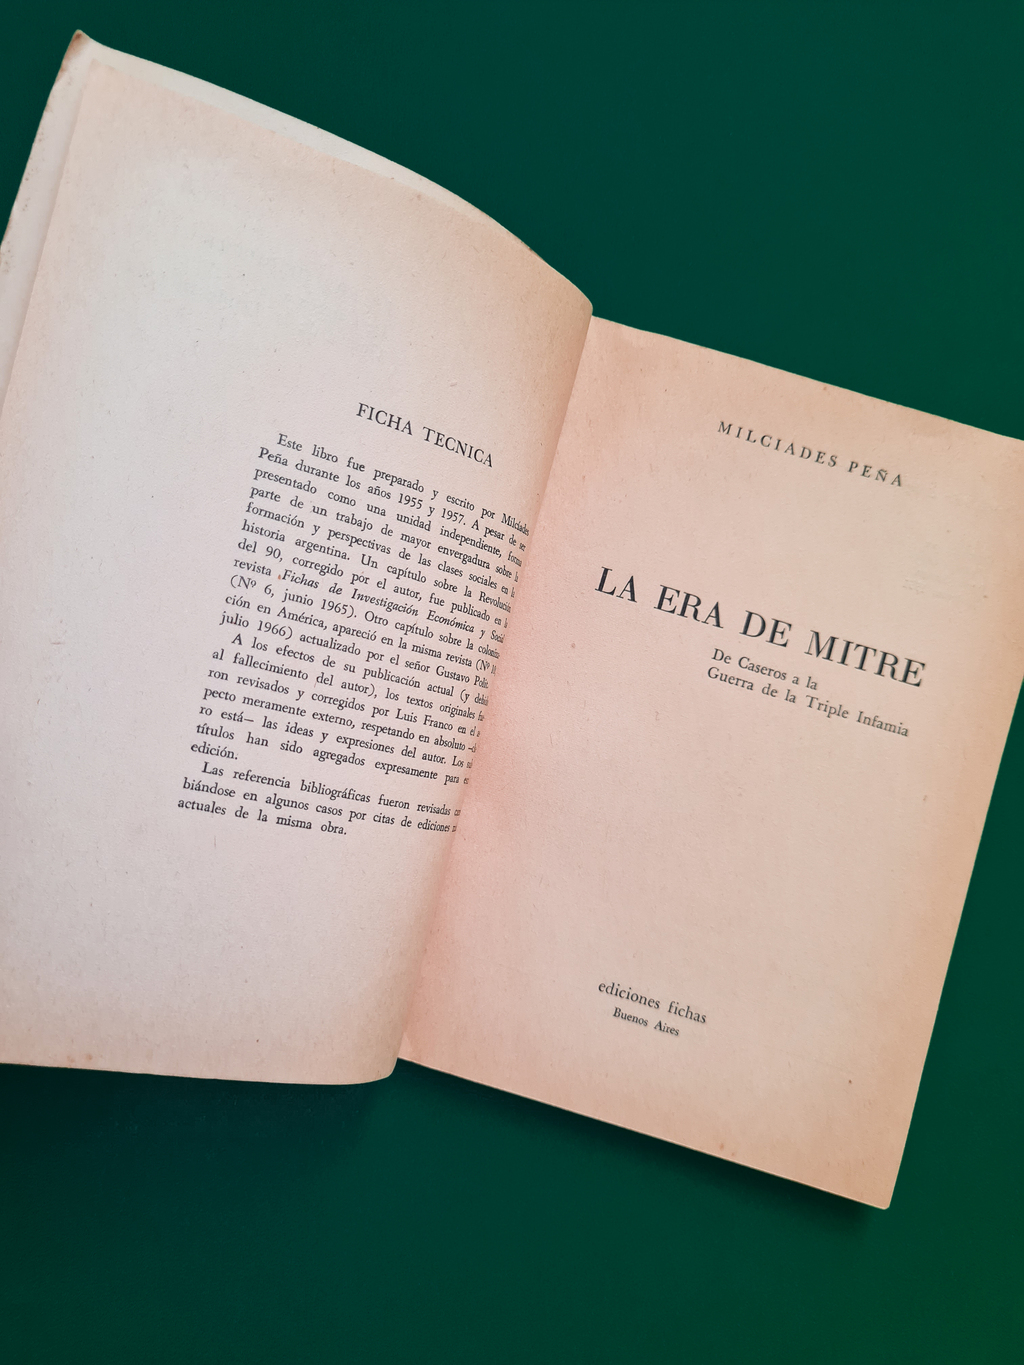 FICHA TECNICA
Este libro fue preparado y escrito por Milcíades
Peña durante los años 1955 y 1957. A pesar de ser
presentado como una unidad independiente, forma
parte de un trabajo de mayor envergadura sobre la
formación y perspectivas de las clases sociales en la
historia argentina. Un capítulo sobre la Revolución
del 90, corregido por el autor, fue publicado en la
revista Fichas de Investigación Económica y Social
(Nº 6, junio 1965). Otro capítulo sobre la coloniza-
ción en América, apareció en la misma revista (Nº 10,
julio 1966) actualizado por el señor Gustavo Polit.
A los efectos de su publicación actual (y debido
al fallecimiento del autor), los textos originales fue-
ron revisados y corregidos por Luis Franco en el
pecto meramente externo, respetando en absoluto
ro está— las ideas y expresiones del autor. Los
títulos han sido agregados expresamente para
edición.
Las referencia bibliográficas fueron revisadas
biándose en algunos casos por citas de ediciones
actuales de la misma obra.
MILCIADES PEÑA
LA ERA DE MITRE
De Caseros a la
Guerra de la Triple Infamia
ediciones fichas
Buenos Aires